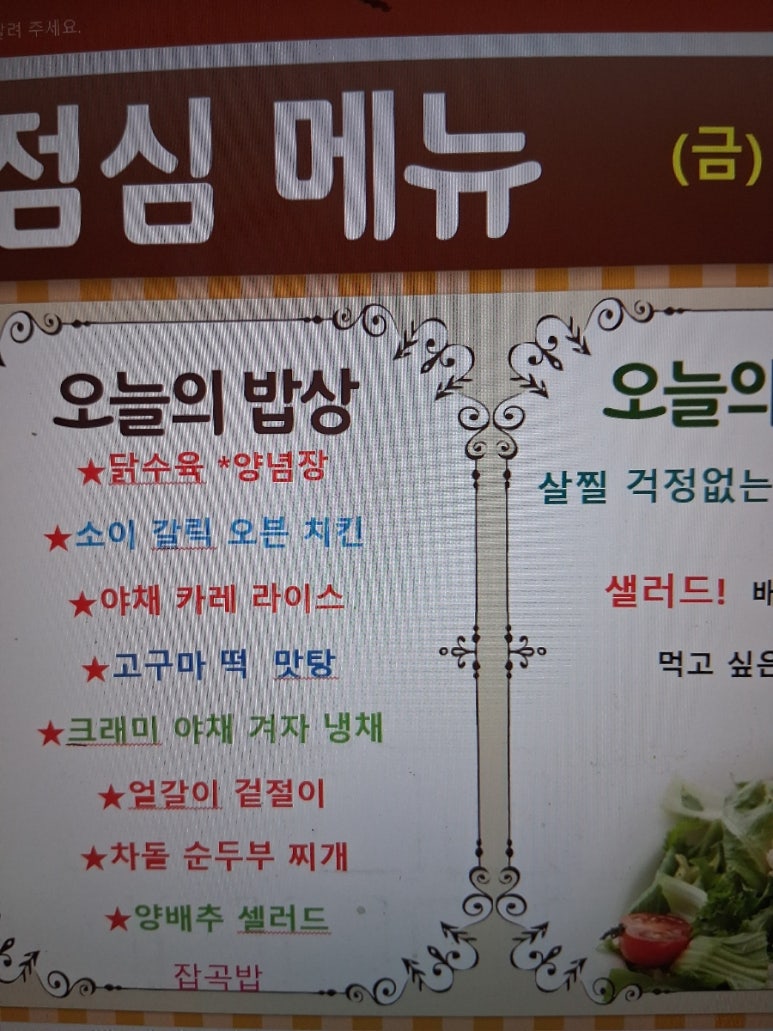 주세요.
점심 메뉴
(금)
오늘의 밥상
★닭수육 *양념장
★소이 갈릭 오븐 치킨
★야채 카레 라이스
★고구마 떡 맛탕
★크래미 야채 겨자 냉채
★얼갈이 겉절이
★차돌 순두부 찌개
★양배추 셀러드
잡곡밥
오늘의
살찔 걱정없는
샐러드!
먹고 싶은